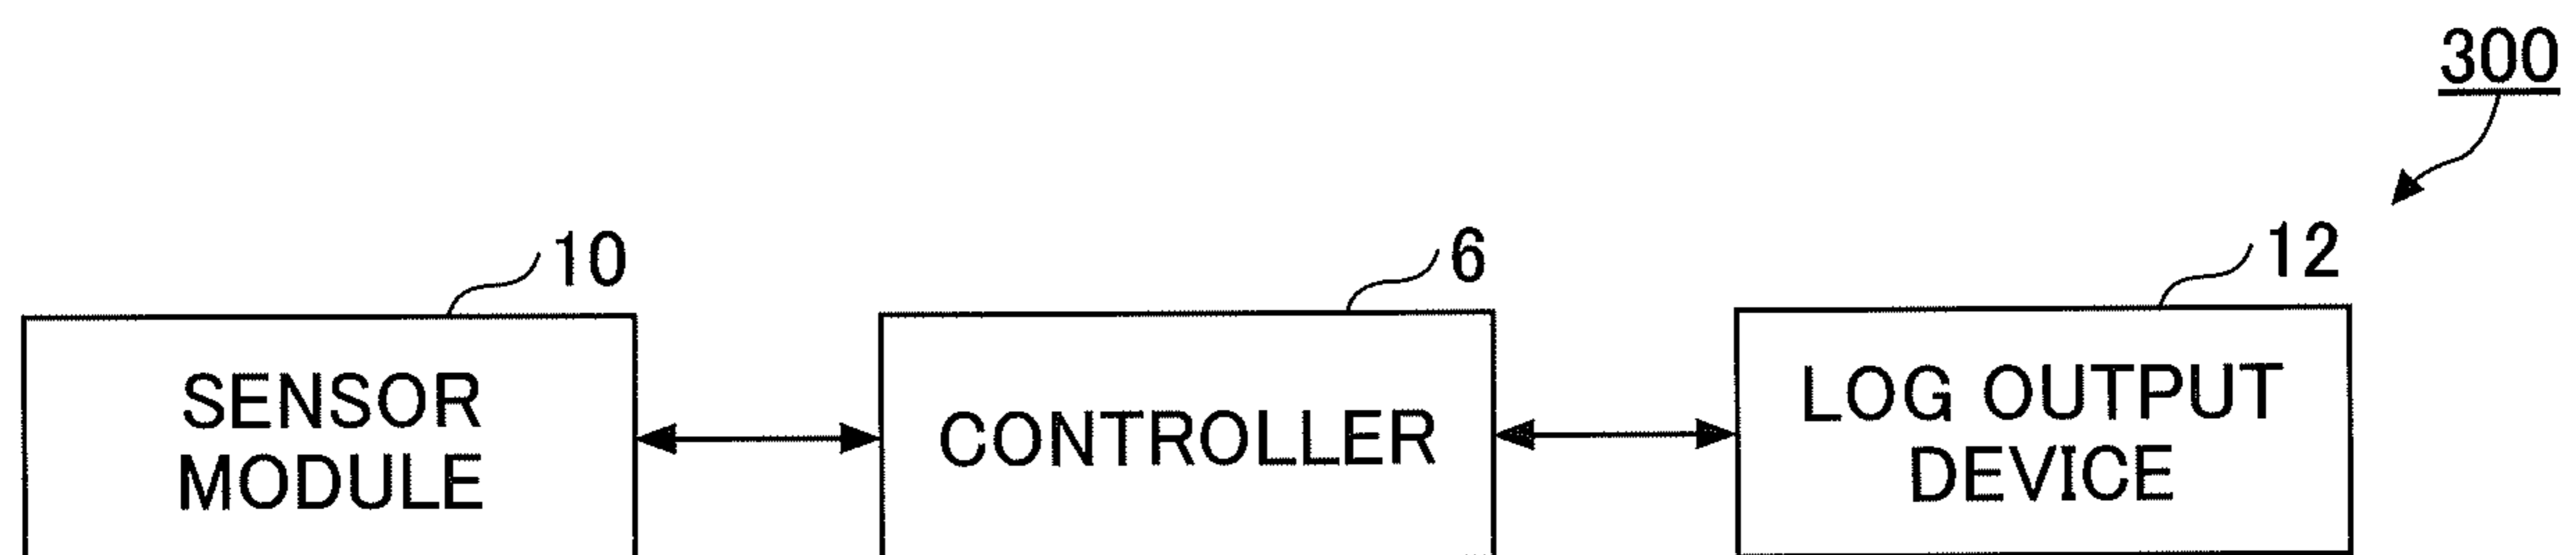 300
10
6
12
SENSOR
MODULE
CONTROLLER
LOG OUTPUT
DEVICE